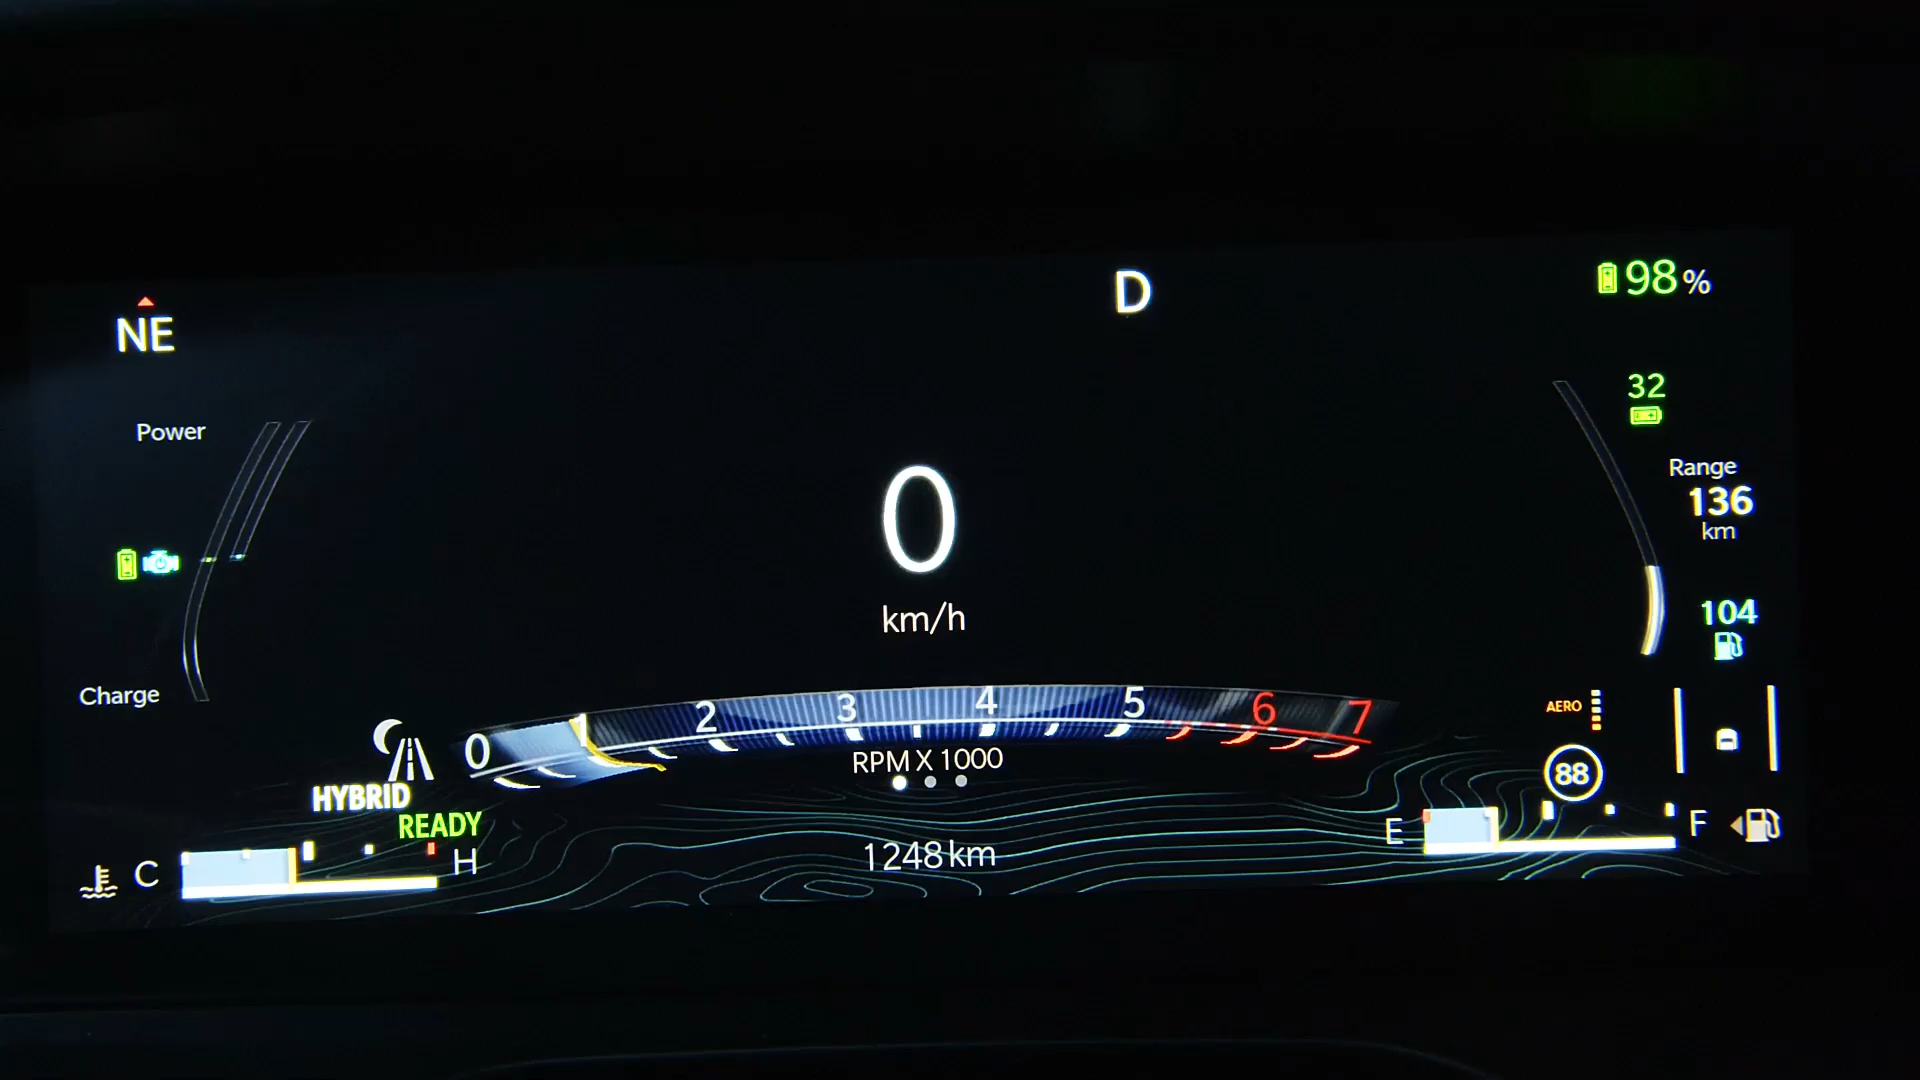 NE
D
98 %
32
Power
Range
136
km
0
km/h
104
Charge
AERO
0 1 2 3 4 5 6 7
RPM X 1000
88
HYBRID
READY
E F
C H
1248 km